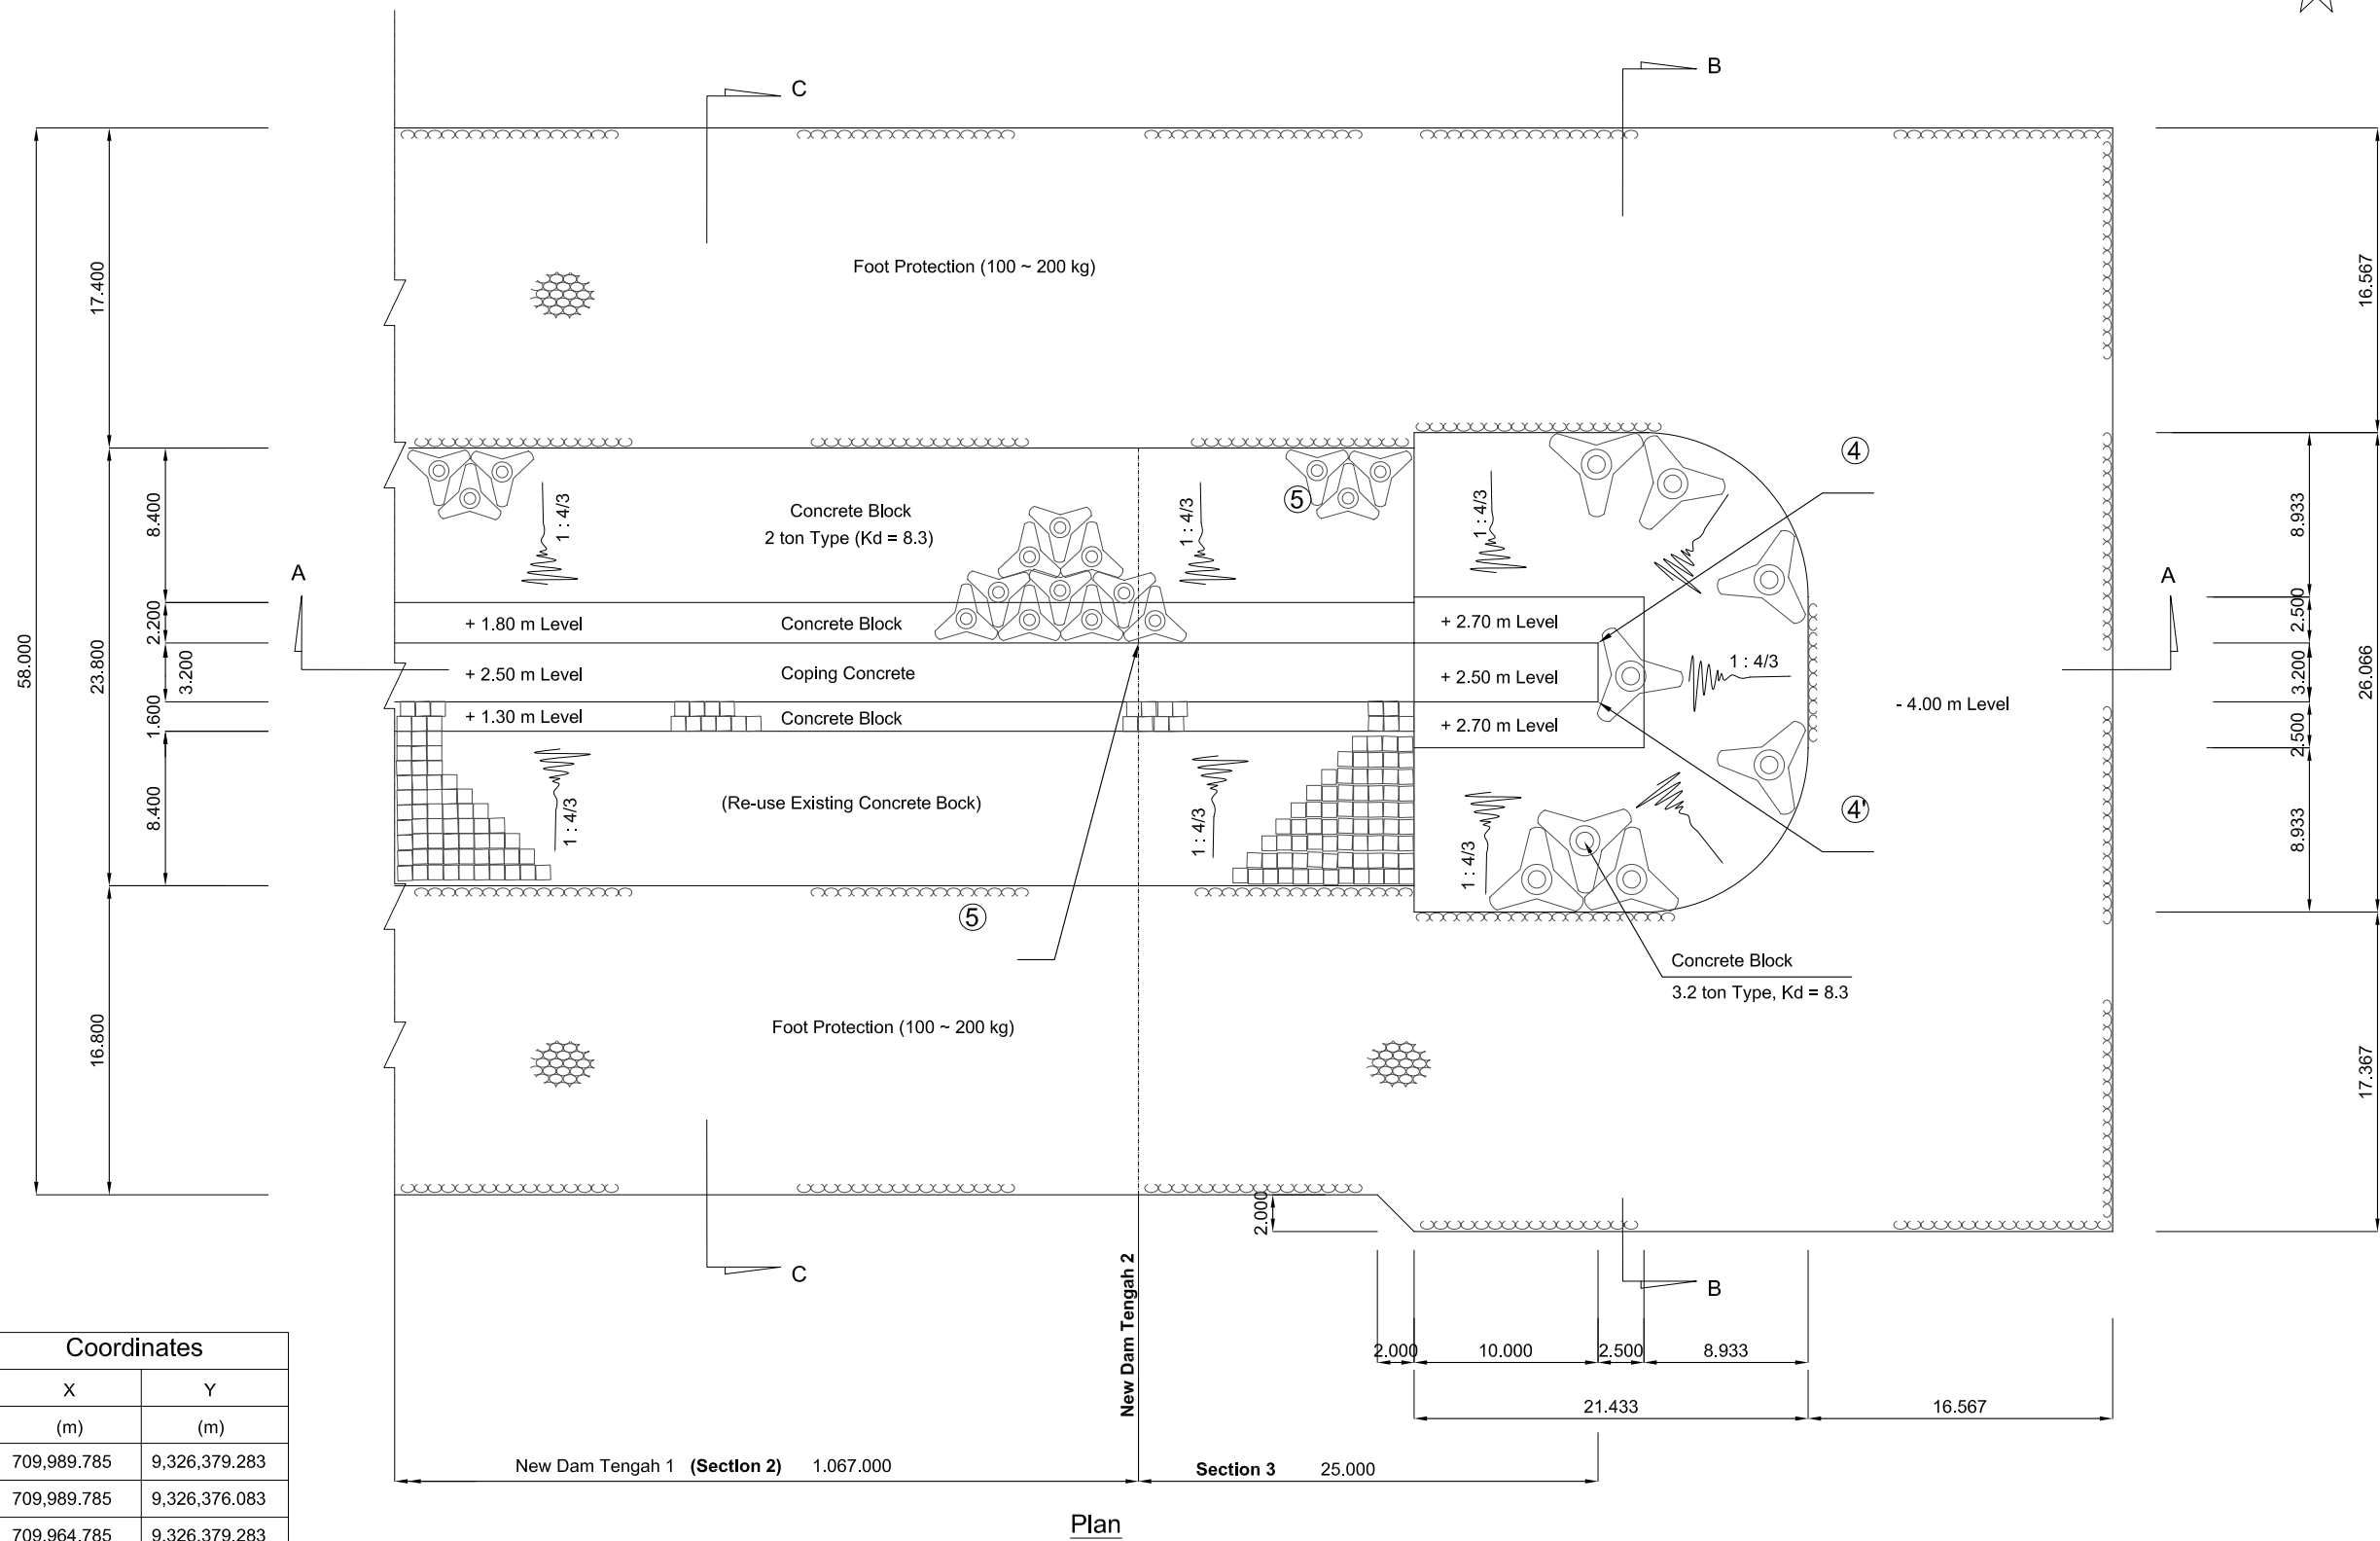 C
B
Foot Protection (100 ~ 200 kg)
17.400
16.567
58.000
23.800
8.400
2.200
3.200
1.600
8.400
16.800
A
1 : 4/3
Concrete Block
2 ton Type (Kd = 8.3)
1 : 4/3
5
1 : 4/3
4
+ 1.80 m Level
Concrete Block
+ 2.70 m Level
+ 2.50 m Level
Coping Concrete
+ 2.50 m Level
1 : 4/3
+ 1.30 m Level
Concrete Block
+ 2.70 m Level
- 4.00 m Level
A
8.933
2.500
3.200
2.500
8.933
26.066
17.367
1 : 4/3
(Re-use Existing Concrete Bock)
1 : 4/3
1 : 4/3
4'
5
Concrete Block
3.2 ton Type, Kd = 8.3
Foot Protection (100 ~ 200 kg)
2.000
C
B
New Dam Tengah 2
2.000
10.000
2.500
8.933
21.433
16.567
New Dam Tengah 1 (Section 2) 1.067.000
Section 3 25.000
Plan
Coordinates
X Y
(m) (m)
709,989.785 9,326,379.283
709,989.785 9,326,376.083
709,964.785 9,326,379.283